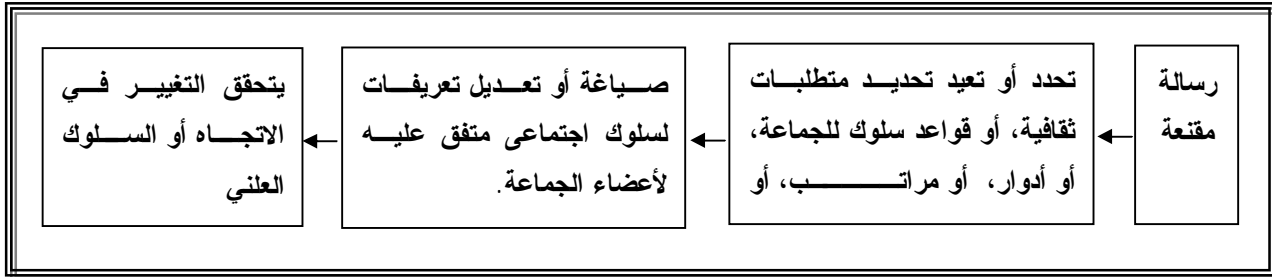 رسالة
مقنعة
تحدد أو تعيد تحديد متطلبات
ثقافية، أو قواعد سلوك للجماعة،
أو أدوار، أو مراتب، أو
صياغة أو تعديل تعريفات
لسلوك اجتماعى متفق عليه
لأعضاء الجماعة.
يتحقق التغيير في
الاتجاه أو السلوك
العلني